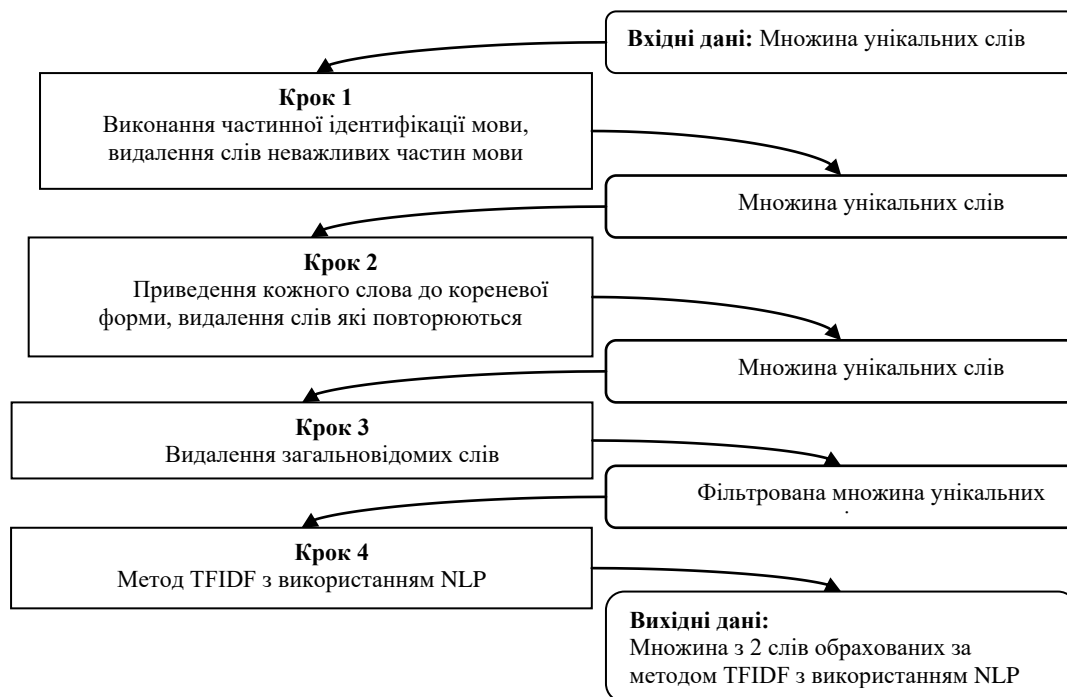 Вхідні дані: Множина унікальних слів
Крок 1
Виконання частинної ідентифікації мови,
видалення слів неважливих частин мови
Множина унікальних слів
Крок 2
Приведення кожного слова до кореневої
форми, видалення слів які повторюються
Множина унікальних слів
Крок 3
Видалення загальновідомих слів
Фільтрована множина унікальних
Крок 4
Метод TFIDF з використанням NLP
Вихідні дані:
Множина з 2 слів обрахованих за
методом TFIDF з використанням NLP